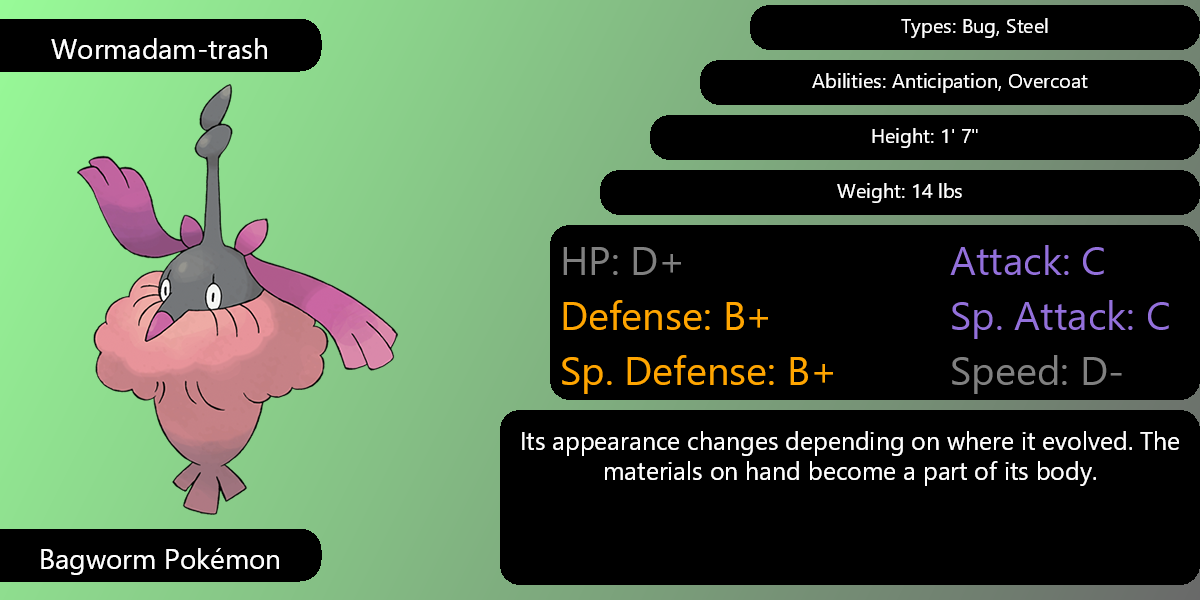 Wormadam-trash
Types: Bug, Steel
Abilities: Anticipation, Overcoat
Height: 1' 7"
Weight: 14 lbs
HP: D+
Attack: C
Defense: B+
Sp. Attack: C
Sp. Defense: B+
Speed: D-
Its appearance changes depending on where it evolved. The
materials on hand become a part of its body.
Bagworm Pokémon